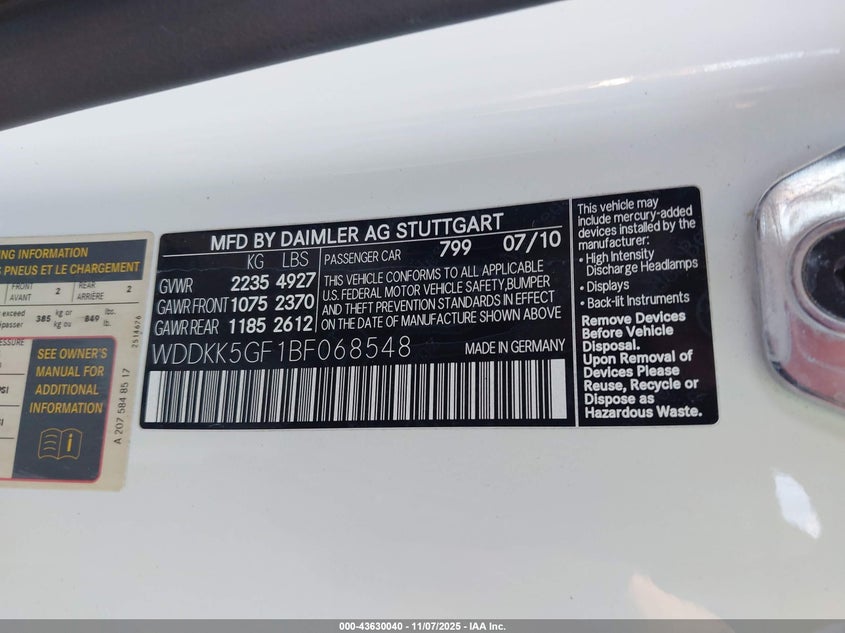 ING INFORMATION
S PNEUS ET LE CHARGEMENT
FRONT
AVANT
2
REAR
ARRIÈRE
2
exceed
passer
385 kg or
kg ou
849 lbs.
lb.
PRESSURE
SEE OWNER'S
MANUAL FOR
ADDITIONAL
INFORMATION
A 207 584 85 17
2514676
MFD BY DAIMLER AG STUTTGART
KG LBS
GVWR 2235 4927
GAWR FRONT 1075 2370
GAWR REAR 1185 2612
PASSENGER CAR 799 07/10
THIS VEHICLE CONFORMS TO ALL APPLICABLE
U.S. FEDERAL MOTOR VEHICLE SAFETY,BUMPER
AND THEFT PREVENTION STANDARDS IN EFFECT
ON THE DATE OF MANUFACTURE SHOWN ABOVE
WDDKK5GF1BF068548 MADE IN GERMANY
This vehicle may
include mercury-added
devices installed by the
manufacturer:
• High Intensity
Discharge Headlamps
• Displays
• Back-lit Instruments
Remove Devices
Before Vehicle
Disposal.
Upon Removal of
Devices Please
Reuse, Recycle or
Dispose as
Hazardous Waste.
000-43630040 — 11/07/2025 — IAA Inc.